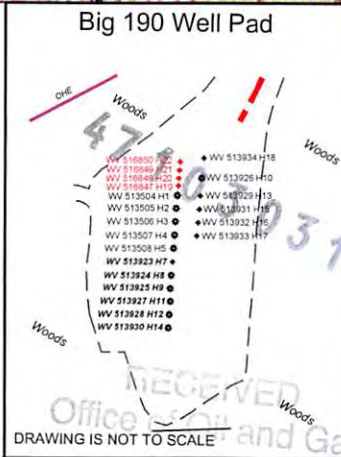 Big 190 Well Pad
OHE
Woods
Woods
WV 516850 H22
WV 516849 H21
WV 516848 H20
WV 516847 H19
WV 513504 H1
WV 513505 H2
WV 513506 H3
WV 513507 H4
WV 513508 H5
WV 513923 H7
WV 513924 H8
WV 513925 H9
WV 513927 H11
WV 513928 H12
WV 513930 H14
WV 513934 H18
WV 513926 H10
WV 513929 H13
WV 513931 H15
WV 513932 H16
WV 513933 H17
Woods
Woods
RECEIVED
Office of Oil and Ga
DRAWING IS NOT TO SCALE